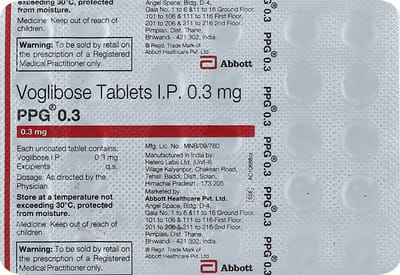 exceeding 30°C, protected
from moisture.
Medicine: Keep out of reach of
children.
Warning: To be sold by retail on
the prescription of a Registered
Medical Practitioner only.
Angel Space, Bldg. D-4,
Gala No. 1 to 6 &11 to 16 Ground Floor,
101 to 106 & 111 to 116 First Floor,
201 to 206 & 211 to 216 2nd Floor,
Pimplas, Dist. Thane,
Bhiwandi - 421 302, India.
® Regd. Trade Mark of
Abbott Healthcare Pvt. Ltd.
Abbott
Voglibose Tablets I.P. 0.3 mg
PPG® 0.3
0.3 mg
Each uncoated tablet contains:
Voglibose I.P. 0.3 mg
Excipients q.s.
Dosage: As directed by the
Physician.
Store at a temperature not
exceeding 30°C, protected
from moisture.
Medicine: Keep out of reach of
children.
Warning: To be sold by retail on
the prescription of a Registered
Medical Practitioner only.
Mfg. Lic. No.: MNB/09/780
Manufactured in India by:
Hetero Labs Ltd. (Unit-II)
Village Kalyanpur, Chakkan Road,
Tehsil: Baddi; Distt. Solan,
Himachal Pradesh - 173 205
Marketed by:
Abbott Healthcare Pvt. Ltd.
Angel Space, Bldg. D-4,
Gala No. 1 to 6 &11 to 16 Ground Floor,
101 to 106 & 111 to 116 First Floor,
201 to 206 & 211 to 216 2nd Floor,
Pimplas, Dist. Thane,
Bhiwandi - 421 302, India.
® Regd. Trade Mark of
Abbott Healthcare Pvt. Ltd.
Abbott
PPG® 0.3
PPG® 0.3
PPG® 0.3
PPG® 0.3